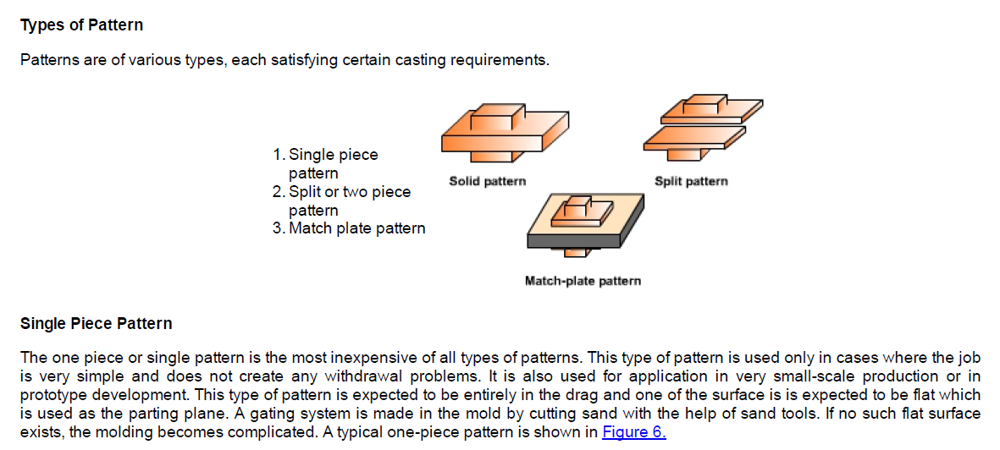 Types of Pattern
Patterns are of various types, each satisfying certain casting requirements.
1. Single piece
pattern
2. Split or two piece
pattern
3. Match plate pattern
Solid pattern
Split pattern
Match-plate pattern
Single Piece Pattern
The one piece or single pattern is the most inexpensive of all types of patterns. This type of pattern is used only in cases where the job
is very simple and does not create any withdrawal problems. It is also used for application in very small-scale production or in
prototype development. This type of pattern is expected to be entirely in the drag and one of the surface is is expected to be flat which
is used as the parting plane. A gating system is made in the mold by cutting sand with the help of sand tools. If no such flat surface
exists, the molding becomes complicated. A typical one-piece pattern is shown in Figure 6.